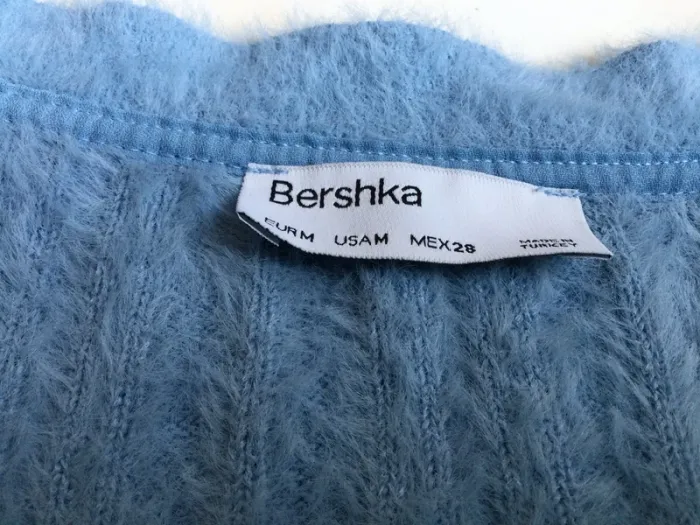 Bershka
EUR M USA M MEX 28
MADE IN
TURKEY